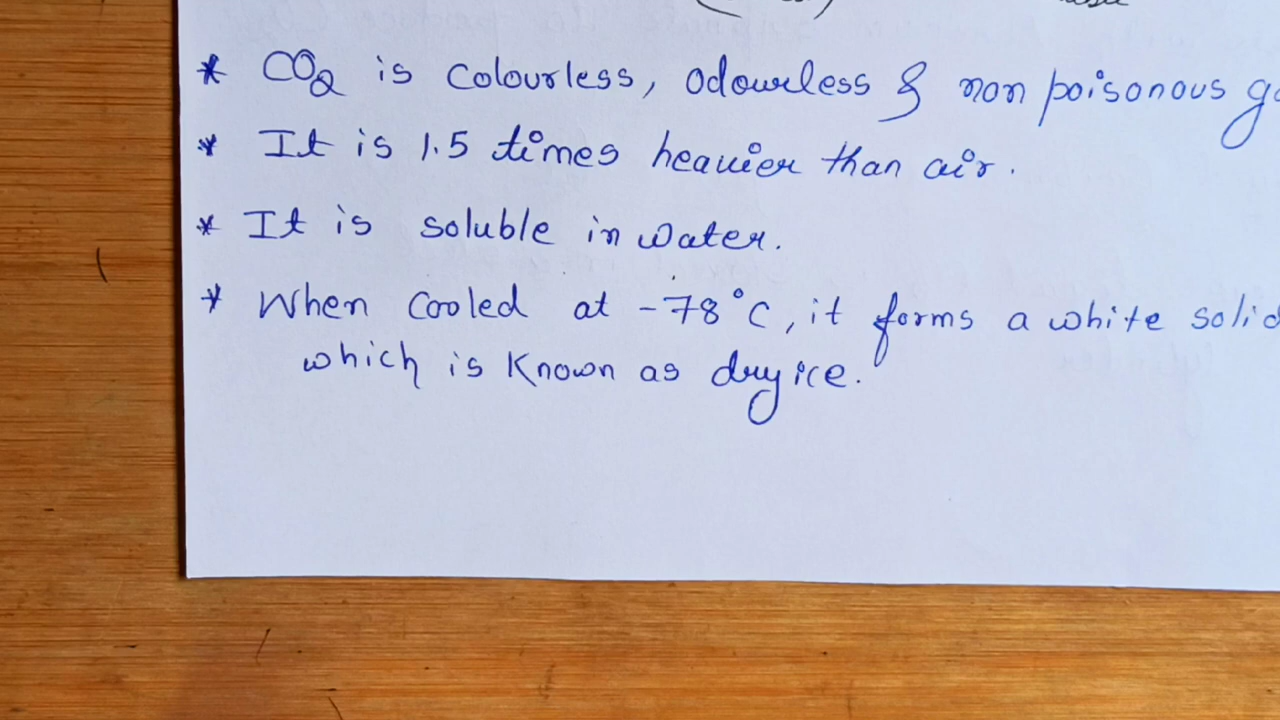 * CO2 is colourless, odourless & non poisonous
* It is 1.5 times heavier than air.
* It is soluble in water.
* When cooled at -78°C, it forms a white solid
which is known as dry ice.